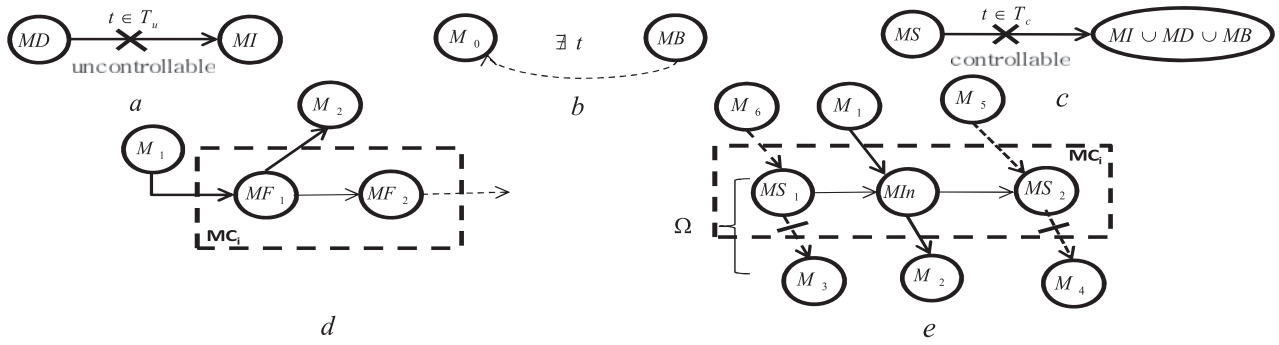 MD
t ∈ T_u
MI
uncontrollable
a
M_0
∄ t
MB
b
MS
t ∈ T_c
MI ∪ MD ∪ MB
controllable
c
M_1
M_2
MF_1
MF_2
MC_i
d
M_6
M_1
M_5
MC_i
MS_1
MIn
MS_2
Ω
M_3
M_2
M_4
e